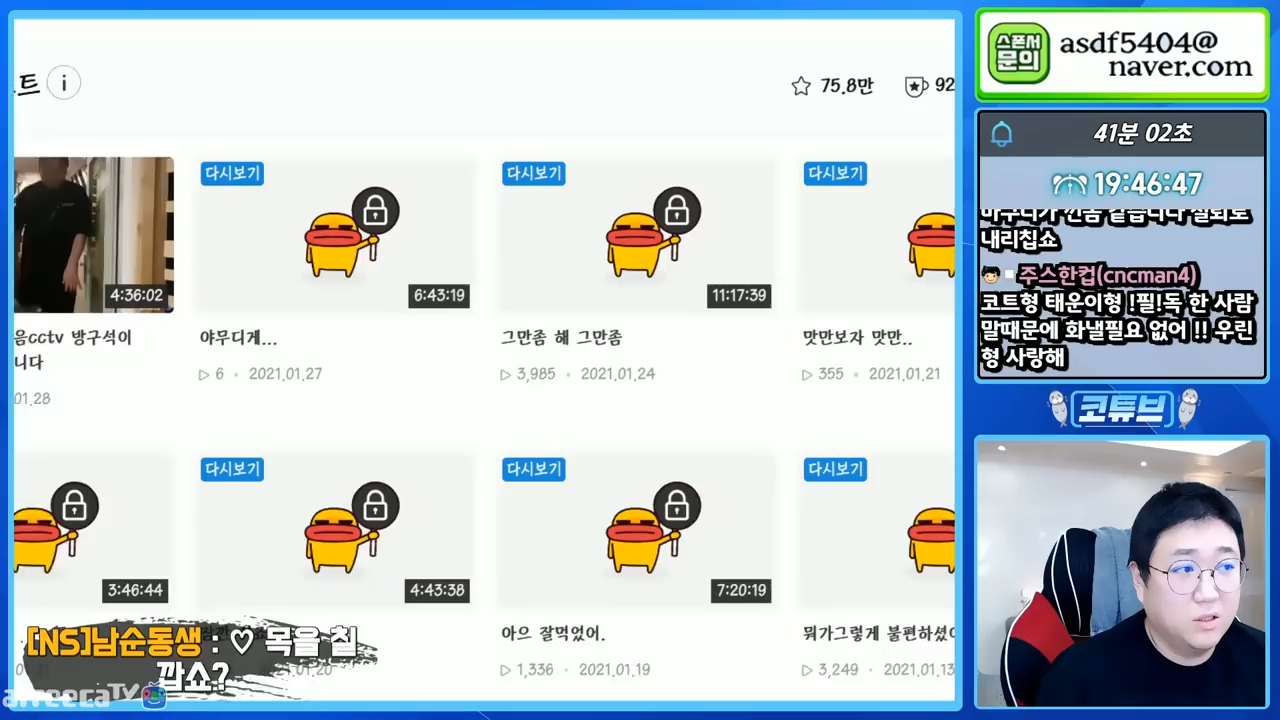 트 i
75.8만
92
스폰서
문의
asdf5404@
naver.com
41분 02초
19:46:47
내리칩쇼
주스한컵(cncman4)
코트형 태운이형 !필!독 한 사람
말때문에 화낼필요 없어 !! 우린
형 사랑해
코튜브
4:36:02
음cctv 방구석이
니다
01.28
다시보기
6:43:19
야무디게...
6 • 2021.01.27
다시보기
11:17:39
그만좀 해 그만좀
3,985 • 2021.01.24
다시보기
맛만보자 맛만..
355 • 2021.01.21
3:46:44
다시보기
4:43:38
다시보기
7:20:19
아으 잘먹었어.
1,336 • 2021.01.19
다시보기
뭐가그렇게 불편하셨
3,249 • 2021.01.13
[NS]남순동생 : ♡ 목을 칠
깝쇼?
afreecaTV